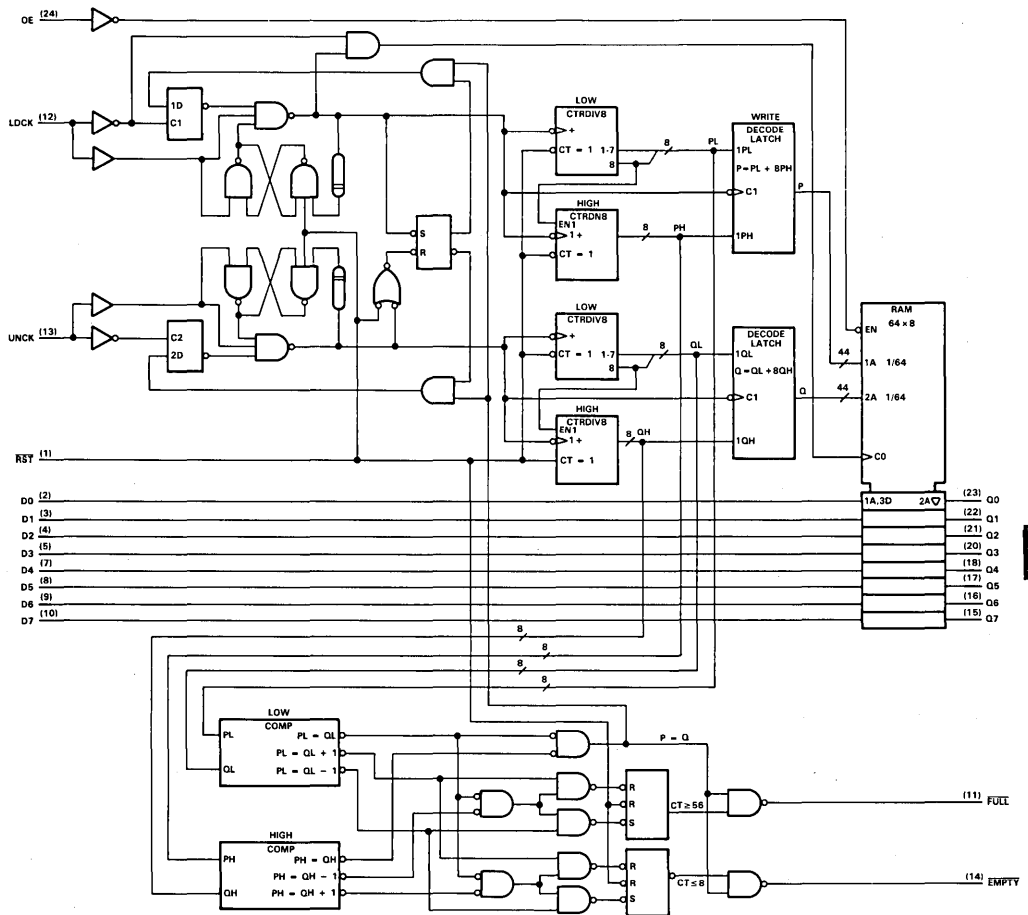 OE (24)
LDCK (12)
1D
C1
LOW
CTRDIV8
+
CT = 1 1-7
8
8
PL
WRITE
DECODE
LATCH
1PL
P=PL + 8PH
C1
1PH
P
HIGH
CTRDN8
EN1
1+
CT = 1
8
PH
S
R
UNCK (13)
C2
2D
LOW
CTRDIV8
+
CT = 1 1-7
8
8
QL
DECODE
LATCH
1QL
Q=QL+8QH
C1
1QH
Q
HIGH
CTRDIV8
EN1
1+
CT = 1
8
QH
RAM
64 × 8
EN
44
1A 1/64
44
2A 1/64
C0
RST (1)
D0 (2)
1A,3D 2A
(23) Q0
D1 (3)
(22) Q1
D2 (4)
(21) Q2
D3 (5)
(20) Q3
D4 (7)
(18) Q4
D5 (8)
(17) Q5
D6 (9)
(16) Q6
D7 (10)
(15) Q7
8
8
8
8
LOW
COMP
PL PL = QL
PL = QL + 1
QL PL = QL - 1
P = Q
R
R
S
CT≥56
(11) FULL
HIGH
COMP
PH PH = QH
PH = QH - 1
QH PH = QH + 1
R
R
S
CT≤8
(14) EMPTY